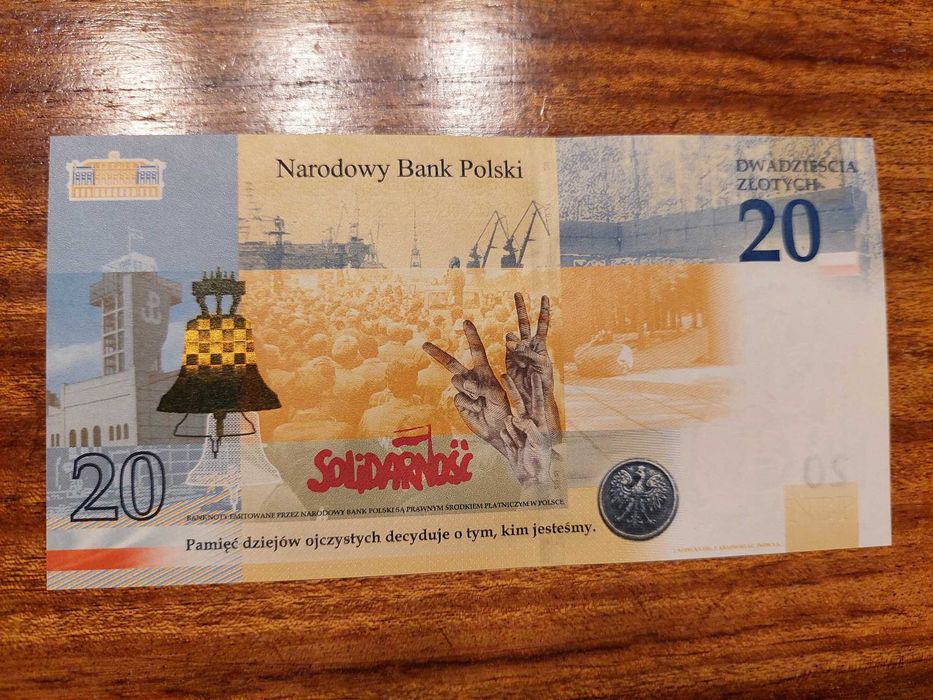 Narodowy Bank Polski
DWADZIEŚCIA
ZŁOTYCH
20
SOLIDARNOŚĆ
20
BANKNOTY EMITOWANE PRZEZ NARODOWY BANK POLSKI SĄ PRAWNYM ŚRODKIEM PŁATNICZYM W POLSCE
Pamięć dziejów ojczystych decyduje o tym, kim jesteśmy.
20